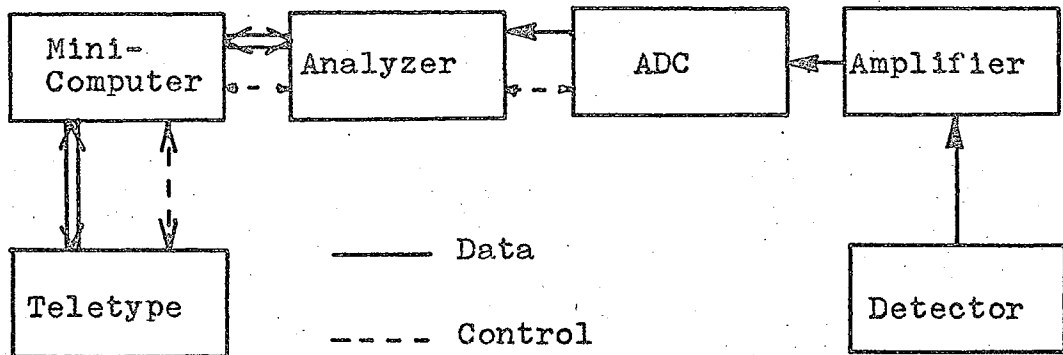 Mini-
Computer
Analyzer
ADC
Amplifier
Teletype
Data
Control
Detector